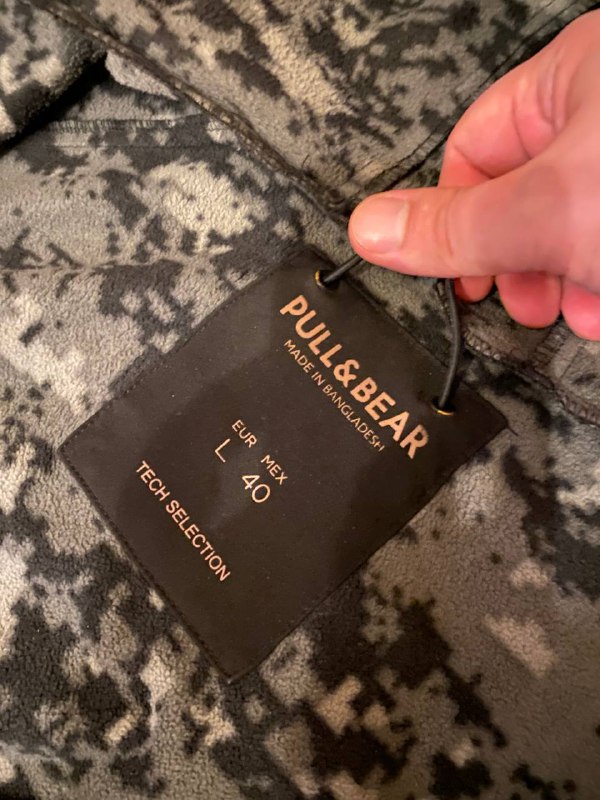 PULL&BEAR
MADE IN BANGLADESH
EUR MEX
L 40
TECH SELECTION